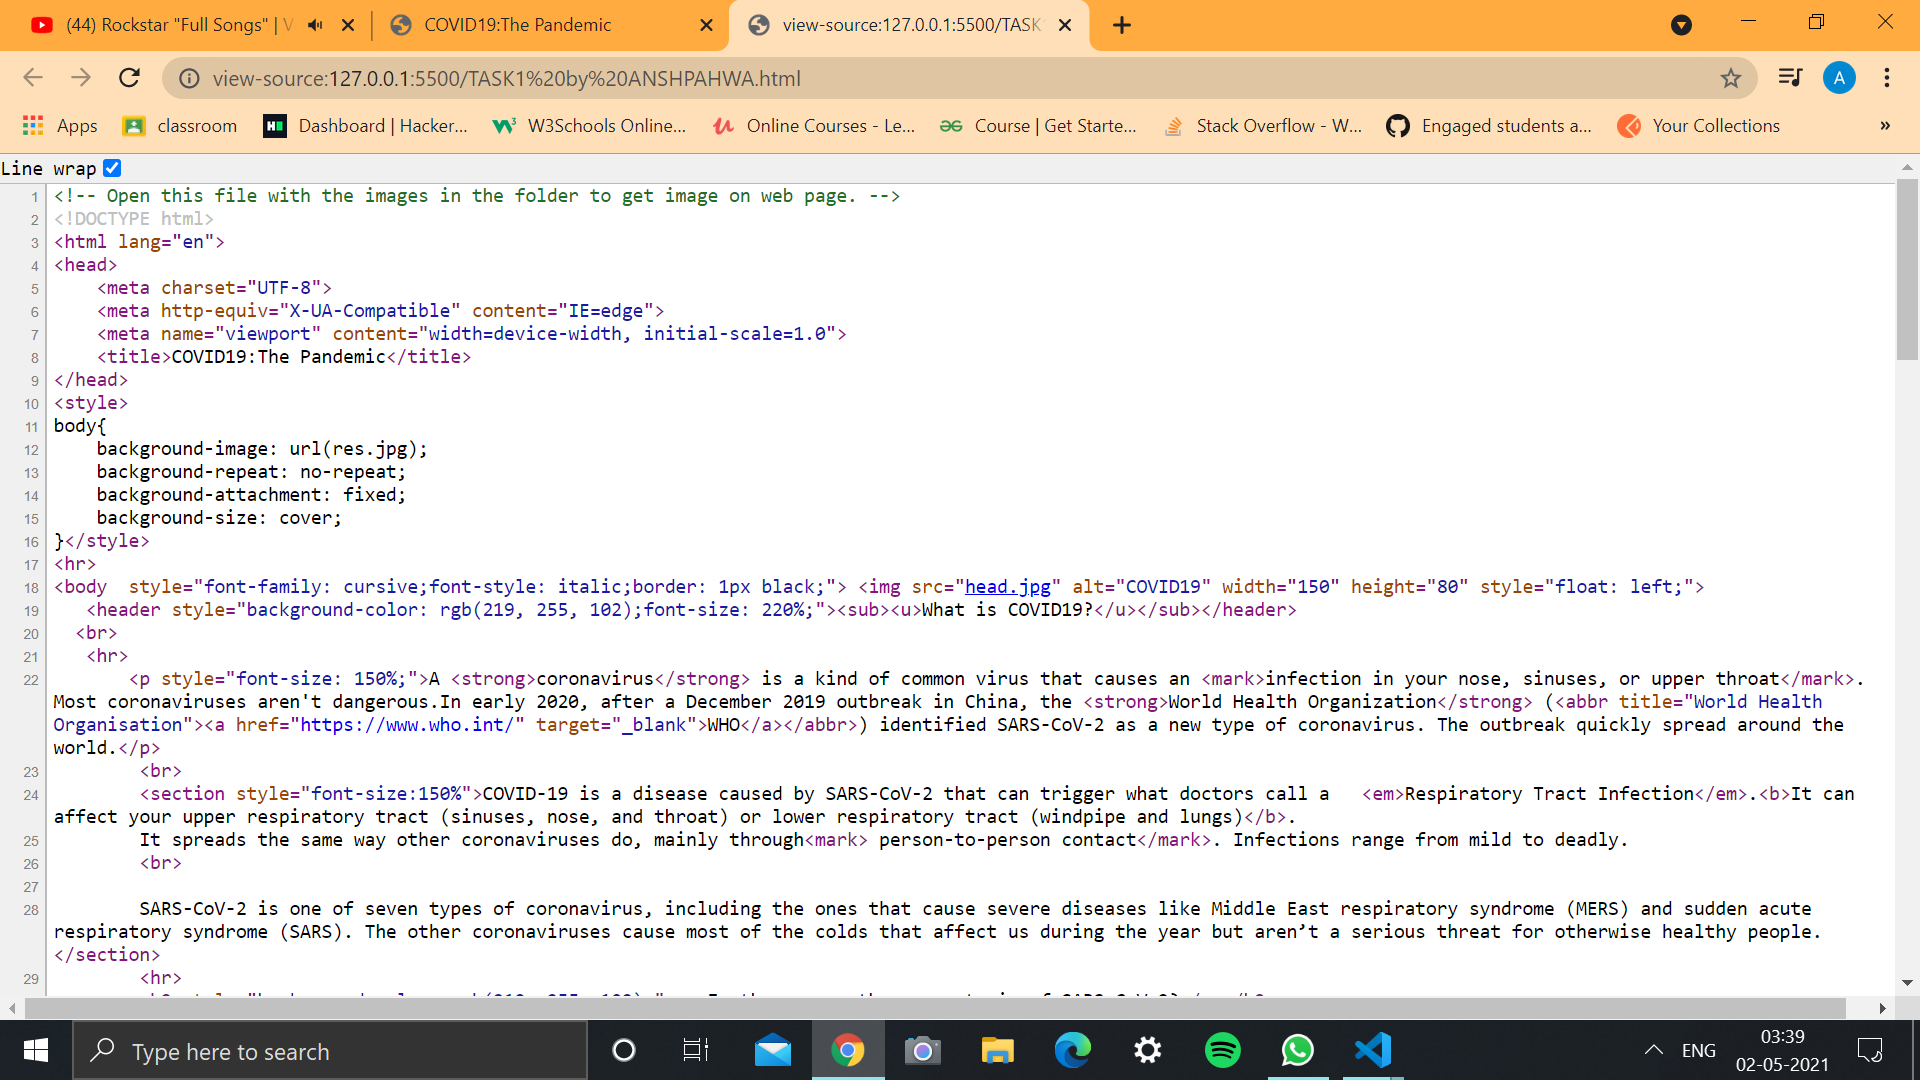 (44) Rockstar "Full Songs" | V
COVID19:The Pandemic
view-source:127.0.0.1:5500/TASK
view-source:127.0.0.1:5500/TASK1%20by%20ANSHPAHWA.html
A
Apps
classroom
Dashboard | Hacker...
W3Schools Online...
Online Courses - Le...
Course | Get Starte...
Stack Overflow - W...
Engaged students a...
Your Collections
»
Line wrap
1 <!-- Open this file with the images in the folder to get image on web page. -->
2 <!DOCTYPE html>
3 <html lang="en">
4 <head>
5     <meta charset="UTF-8">
6     <meta http-equiv="X-UA-Compatible" content="IE=edge">
7     <meta name="viewport" content="width=device-width, initial-scale=1.0">
8     <title>COVID19:The Pandemic</title>
9 </head>
10 <style>
11 body{
12     background-image: url(res.jpg);
13     background-repeat: no-repeat;
14     background-attachment: fixed;
15     background-size: cover;
16 }</style>
17 <hr>
18 <body  style="font-family: cursive;font-style: italic;border: 1px black;"> <img src="head.jpg" alt="COVID19" width="150" height="80" style="float: left;">
19    <header style="background-color: rgb(219, 255, 102);font-size: 220%;"><sub><u>What is COVID19?</u></sub></header>
20   <br>
21    <hr>
22        <p style="font-size: 150%;">A <strong>coronavirus</strong> is a kind of common virus that causes an <mark>infection in your nose, sinuses, or upper throat</mark>.
Most coronaviruses aren't dangerous.In early 2020, after a December 2019 outbreak in China, the <strong>World Health Organization</strong> (<abbr title="World Health
Organisation"><a href="https://www.who.int/" target="_blank">WHO</a></abbr>) identified SARS-CoV-2 as a new type of coronavirus. The outbreak quickly spread around the
world.</p>
23         <br>
24         <section style="font-size:150%">COVID-19 is a disease caused by SARS-CoV-2 that can trigger what doctors call a   <em>Respiratory Tract Infection</em>.<b>It can
affect your upper respiratory tract (sinuses, nose, and throat) or lower respiratory tract (windpipe and lungs)</b>.
25         It spreads the same way other coronaviruses do, mainly through<mark> person-to-person contact</mark>. Infections range from mild to deadly.
26         <br>
27
28         SARS-CoV-2 is one of seven types of coronavirus, including the ones that cause severe diseases like Middle East respiratory syndrome (MERS) and sudden acute
respiratory syndrome (SARS). The other coronaviruses cause most of the colds that affect us during the year but aren’t a serious threat for otherwise healthy people.
</section>
29         <hr>
Type here to search
ENG
03:39
02-05-2021